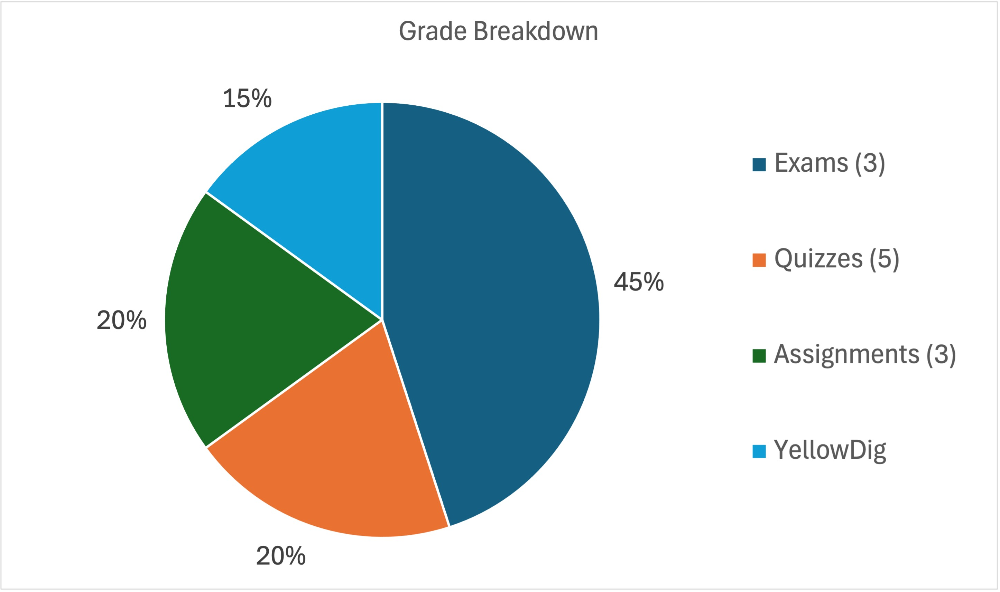 Grade Breakdown
15%
45%
20%
20%
Exams (3)
Quizzes (5)
Assignments (3)
YellowDig